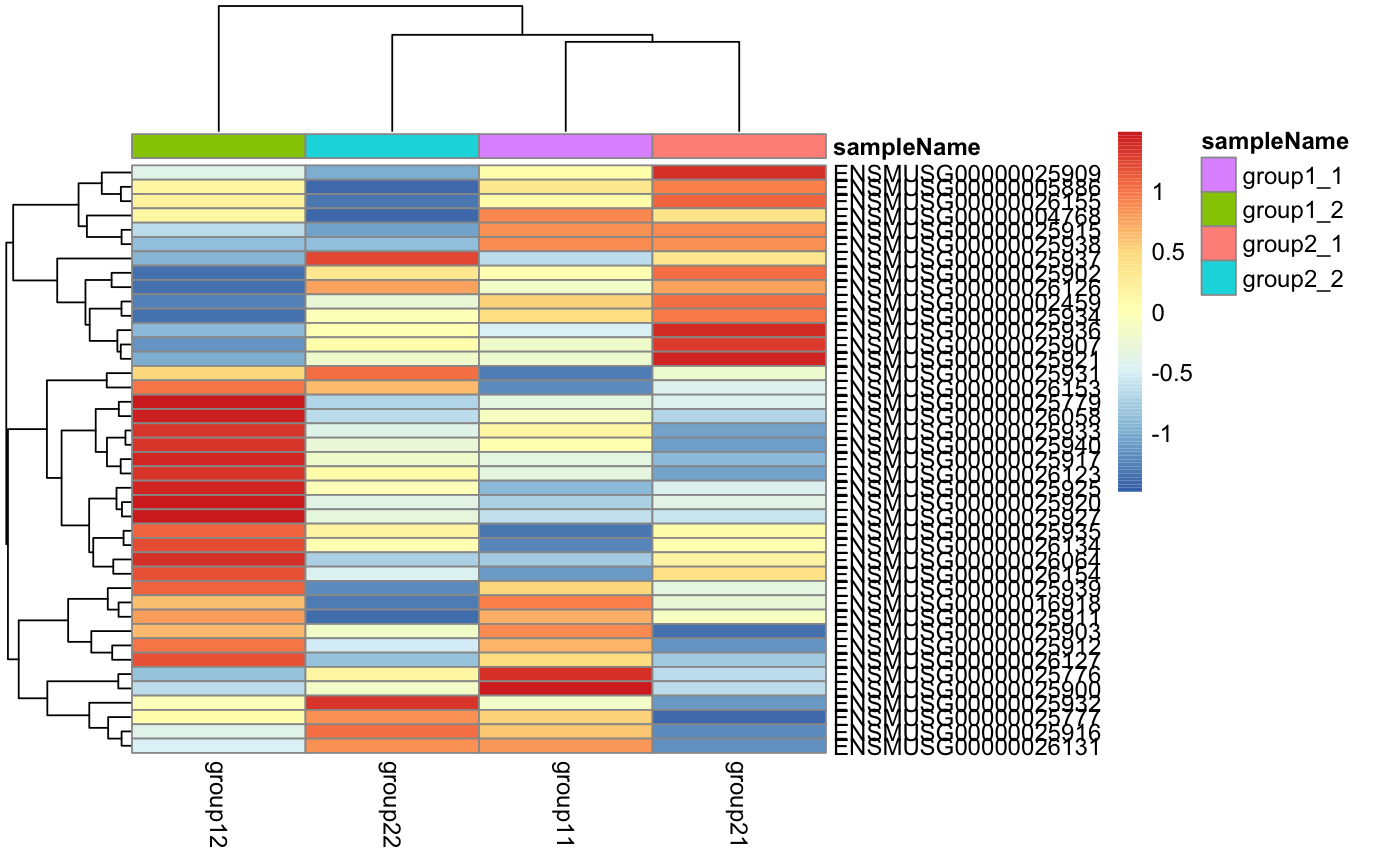 sampleName
ENSMUSG00000025909
ENSMUSG00000005886
ENSMUSG00000026155
ENSMUSG00000004768
ENSMUSG00000025915
ENSMUSG00000025938
ENSMUSG00000025937
ENSMUSG00000025902
ENSMUSG00000026126
ENSMUSG00000002459
ENSMUSG00000025934
ENSMUSG00000025936
ENSMUSG00000025907
ENSMUSG00000025921
ENSMUSG00000025931
ENSMUSG00000026153
ENSMUSG00000025779
ENSMUSG00000026058
ENSMUSG00000025933
ENSMUSG00000025940
ENSMUSG00000025917
ENSMUSG00000026123
ENSMUSG00000025925
ENSMUSG00000025920
ENSMUSG00000025927
ENSMUSG00000025935
ENSMUSG00000026134
ENSMUSG00000026064
ENSMUSG00000026154
ENSMUSG00000025939
ENSMUSG00000016918
ENSMUSG00000025911
ENSMUSG00000025903
ENSMUSG00000025912
ENSMUSG00000026127
ENSMUSG00000025776
ENSMUSG00000025900
ENSMUSG00000025932
ENSMUSG00000025777
ENSMUSG00000025916
ENSMUSG00000026131
group12
group22
group11
group21
1
0.5
0
-0.5
-1
sampleName
group1_1
group1_2
group2_1
group2_2